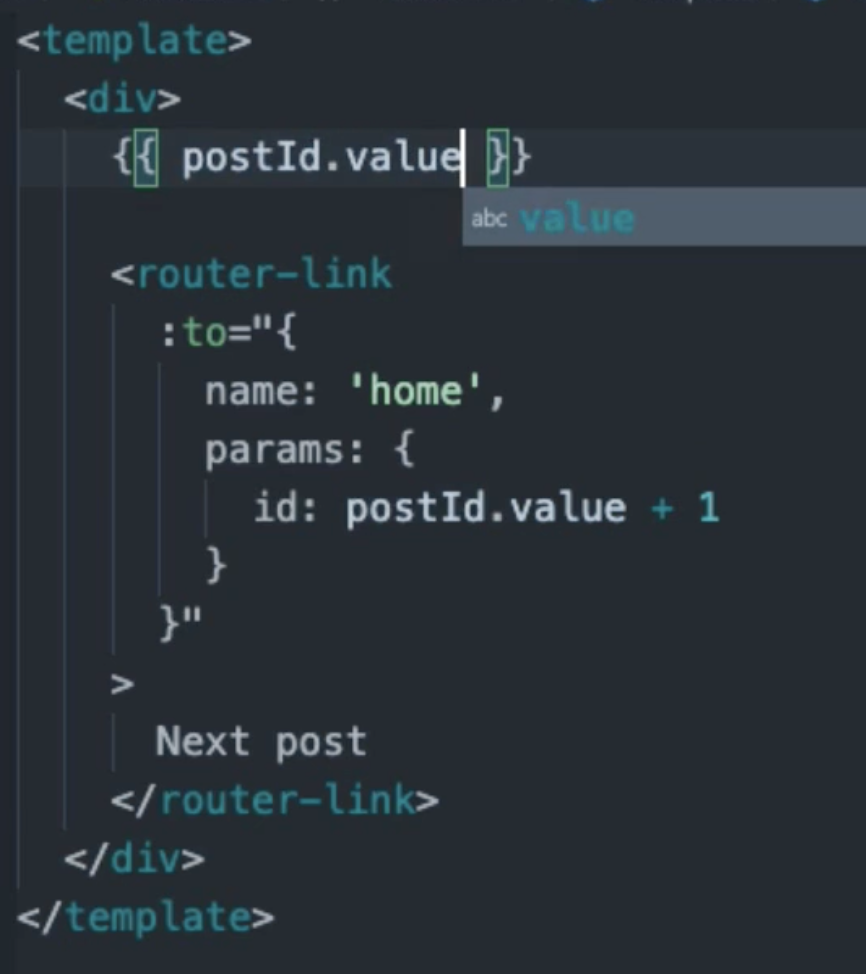 <template>
<div>
{{ postId.value }}
abc value
<router-link
:to="{
name: 'home',
params: {
id: postId.value + 1
}
}"
>
Next post
</router-link>
</div>
</template>